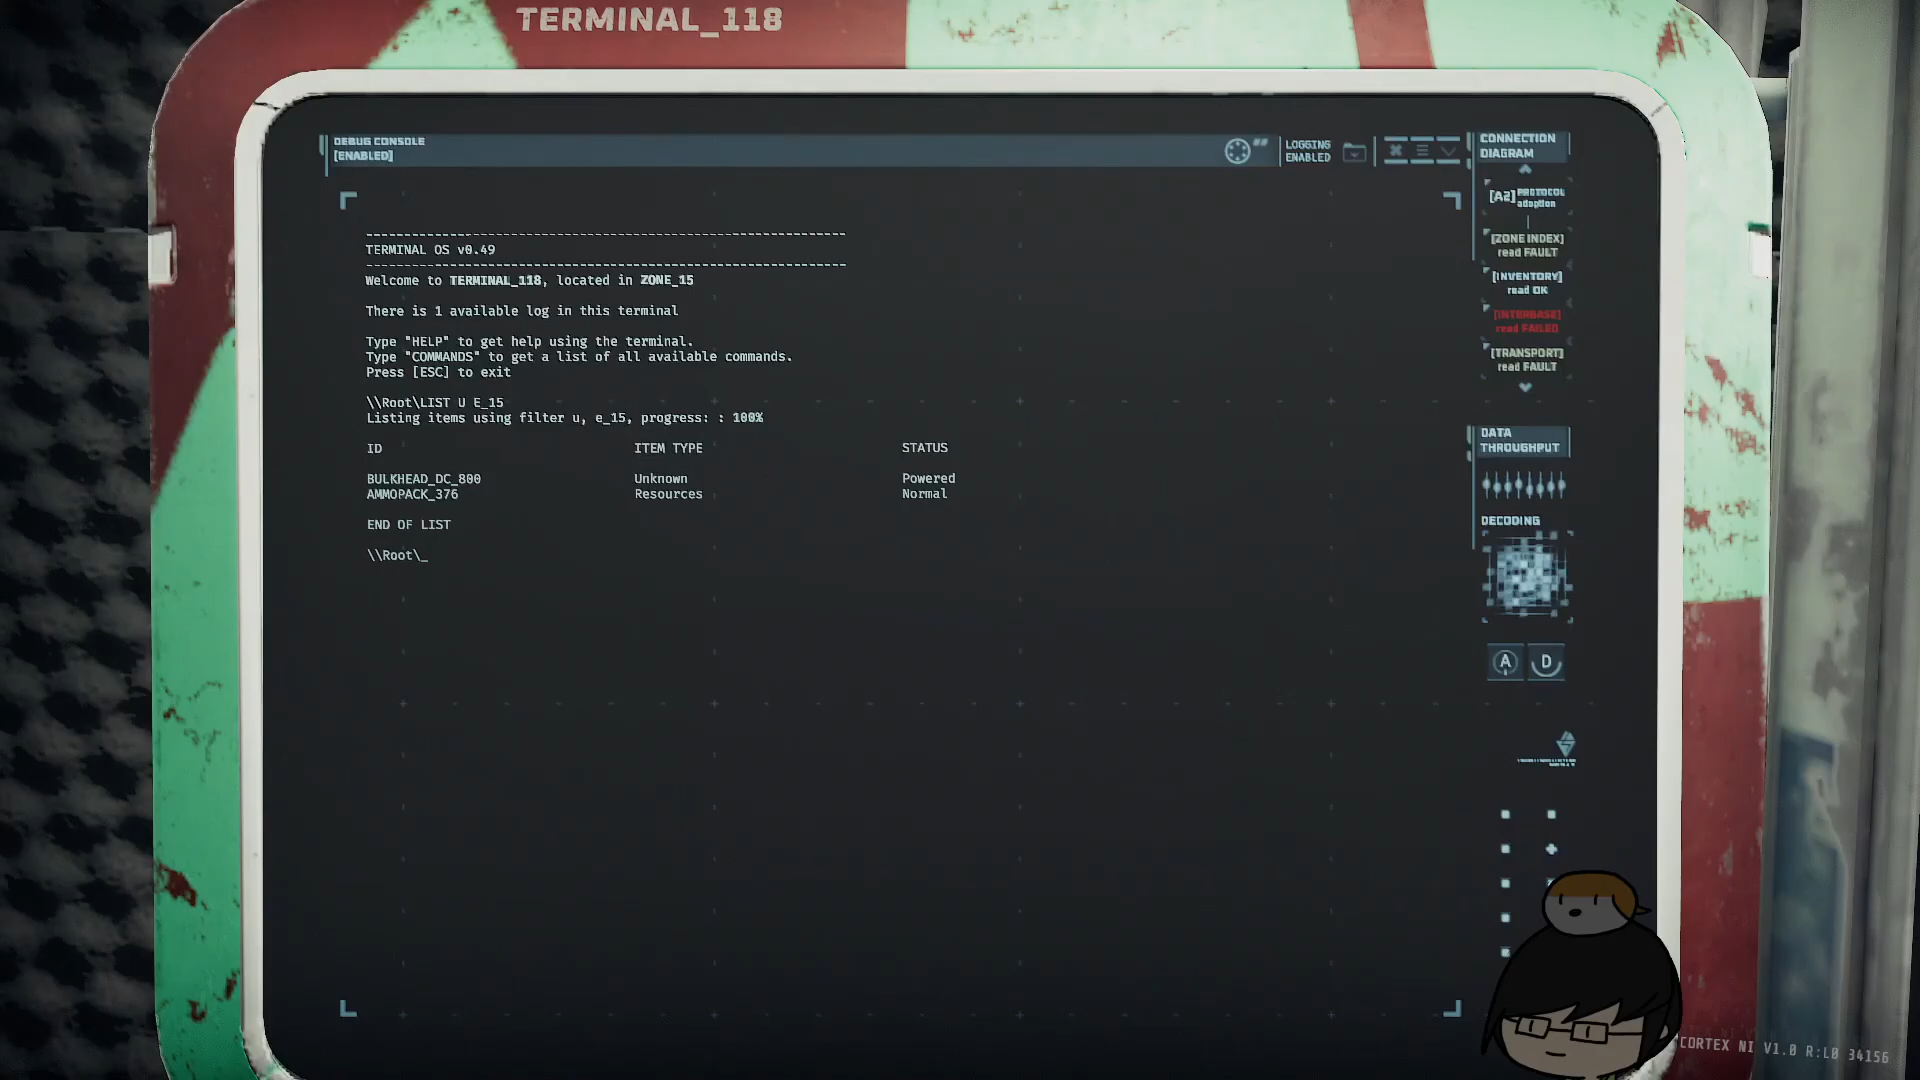 TERMINAL_118
DEBUG CONSOLE
[ENABLED]
LOGGING
ENABLED
--------------------------------------------------------------
TERMINAL OS v0.49
--------------------------------------------------------------
Welcome to TERMINAL_118, located in ZONE_15
There is 1 available log in this terminal
Type "HELP" to get help using the terminal.
Type "COMMANDS" to get a list of all available commands.
Press [ESC] to exit
\\Root\LIST U E_15
Listing items using filter u, e_15, progress: : 100%
ID ITEM TYPE STATUS
BULKHEAD_DC_800 Unknown Powered
AMMOPACK_376 Resources Normal
END OF LIST
\\Root\_
CONNECTION
DIAGRAM
[A2] PROTOCOL
adaption
[ZONE INDEX]
read FAULT
[INVENTORY]
read OK
[INTERBASE]
read FAILED
[TRANSPORT]
read FAULT
DATA
THROUGHPUT
DECODING
A D
CORTEX NI V1.0 R:L0 34156